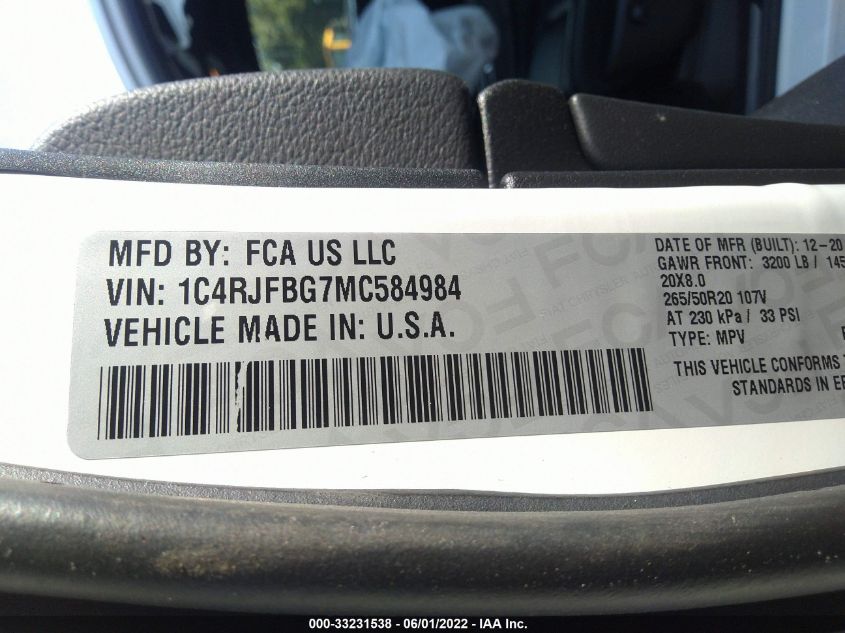 MFD BY: FCA US LLC
VIN: 1C4RJFBG7MC584984
VEHICLE MADE IN: U.S.A.
DATE OF MFR (BUILT): 12-20
GAWR FRONT: 3200 LB / 145
20X8.0
265/50R20 107V
AT 230 kPa / 33 PSI
TYPE: MPV
THIS VEHICLE CONFORMS
STANDARDS IN
000-33231538 - 06/01/2022 - IAA Inc.